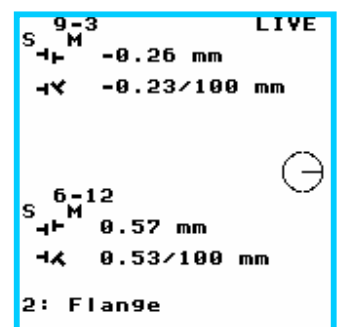 9-3 LIVE
S M
-0.26 mm
-0.23/100 mm
6-12
S M
0.57 mm
0.53/100 mm
2: Flange